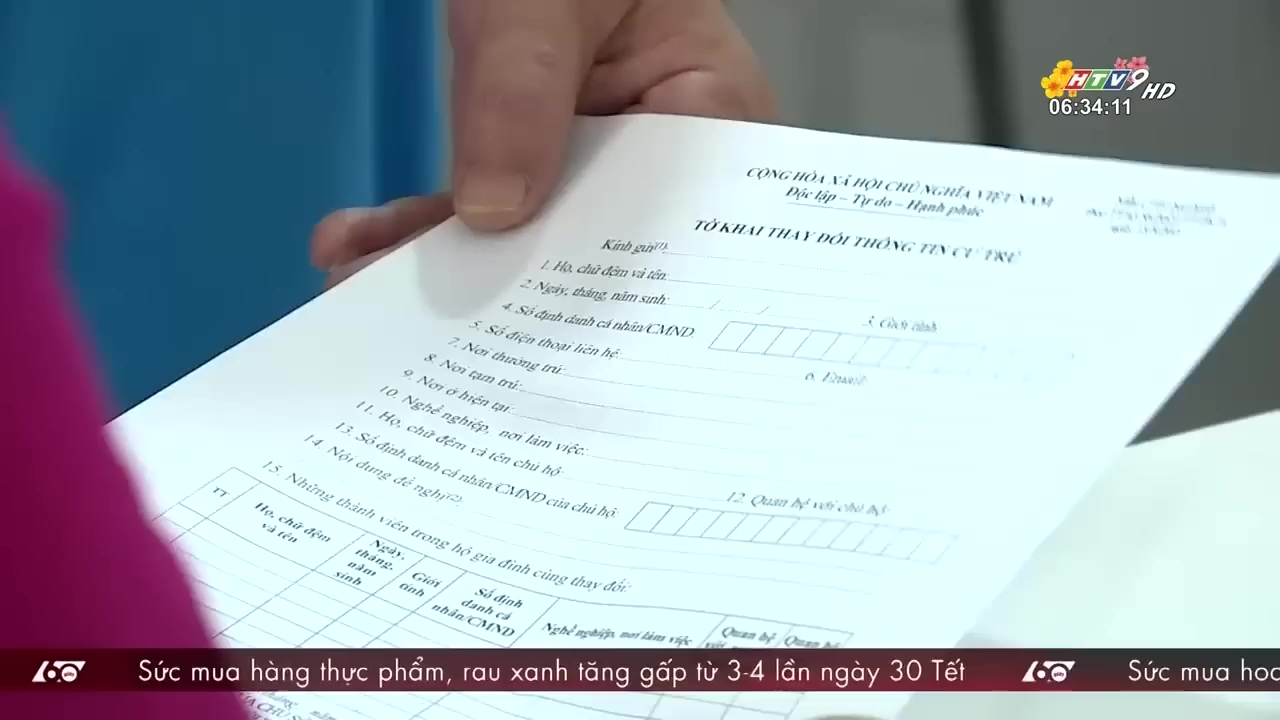 HTV9 HD
06:34:11
CỘNG HÒA XÃ HỘI CHỦ NGHĨA VIỆT NAM
Độc lập – Tự do – Hạnh phúc
TỜ KHAI THAY ĐỔI THÔNG TIN CƯ TRÚ
Kính gửi(1):
1. Họ, chữ đệm và tên:
2. Ngày, tháng, năm sinh: / /
3. Giới tính
4. Số định danh cá nhân/CMND:
5. Số điện thoại liên hệ:
6. Email:
7. Nơi thường trú:
8. Nơi tạm trú:
9. Nơi ở hiện tại:
10. Nghề nghiệp, nơi làm việc:
11. Họ, chữ đệm và tên chủ hộ:
12. Quan hệ với chủ hộ:
13. Số định danh cá nhân/CMND của chủ hộ:
14. Nội dung đề nghị(2):
15. Những thành viên trong hộ gia đình cùng thay đổi:
TT
Họ, chữ đệm và tên
Ngày, tháng, năm sinh
Giới tính
Số định danh cá nhân/CMND
Nghề nghiệp, nơi làm việc
Quan hệ
Quan hệ
60 giây Sức mua hàng thực phẩm, rau xanh tăng gấp từ 3-4 lần ngày 30 Tết 60 giây Sức mua